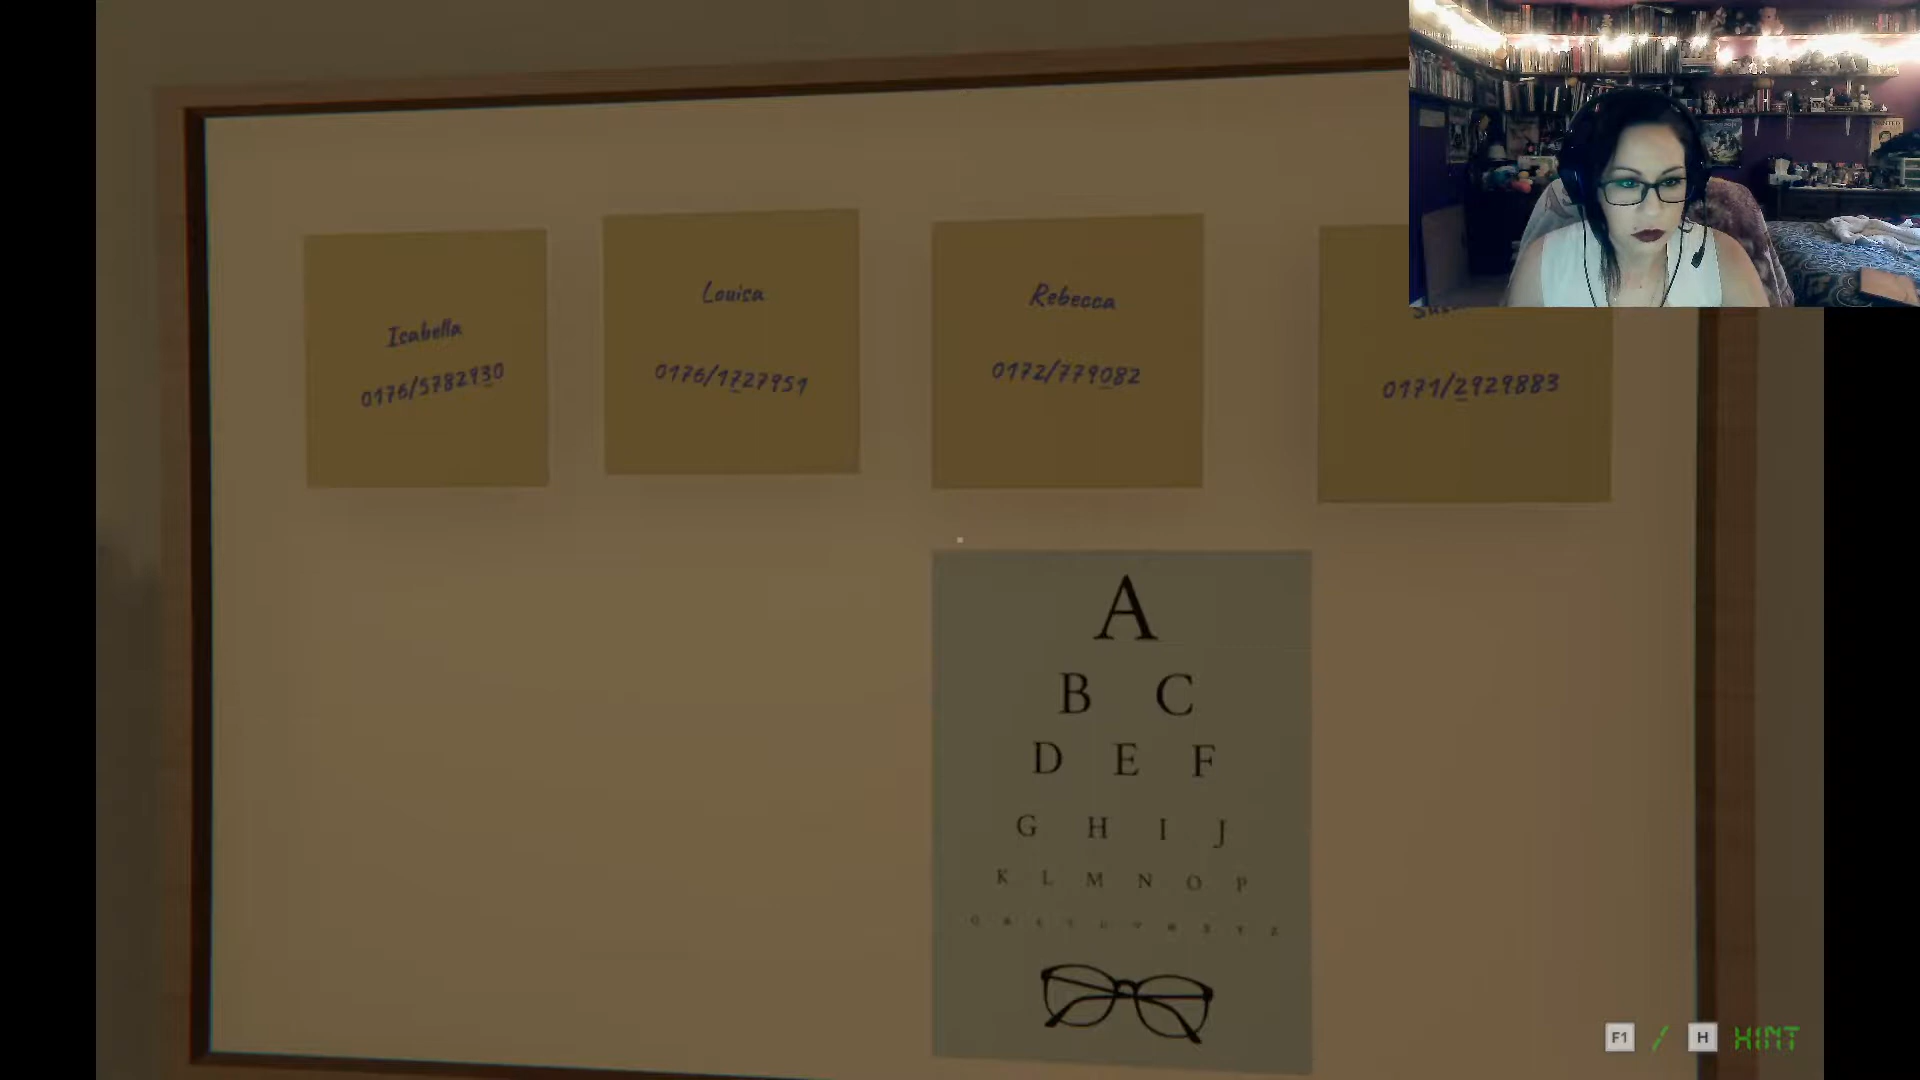 Isabella
0176/5782930
Louisa
0176/1727951
Rebecca
0172/779082
0171/2929883
A
B C
D E F
G H I J
K L M N O P
F1 / H HINT